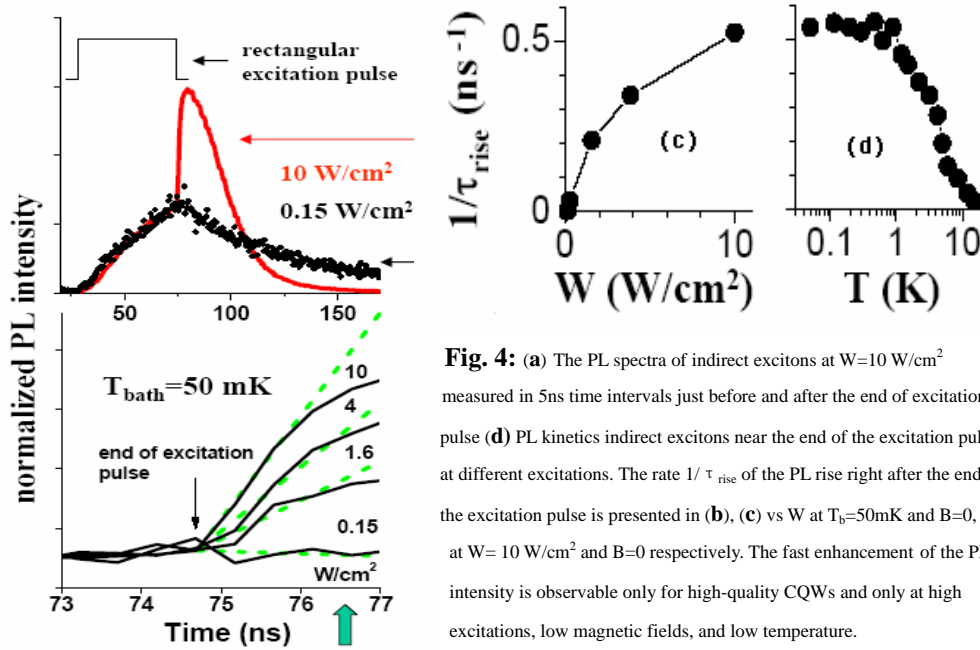 rectangular
excitation pulse
10 W/cm²
0.15 W/cm²
50 100 150
normalized PL intensity
T_bath=50 mK
end of excitation
pulse
10
4
1.6
0.15
W/cm²
73 74 75 76 77
Time (ns)
1/τ_rise (ns⁻¹)
0.5
0
(c)
0 10
W (W/cm²)
(d)
0.1 1 10
T (K)
Fig. 4: (a) The PL spectra of indirect excitons at W=10 W/cm²
measured in 5ns time intervals just before and after the end of excitation
pulse (d) PL kinetics indirect excitons near the end of the excitation pul
at different excitations. The rate 1/ τ rise of the PL rise right after the end
the excitation pulse is presented in (b), (c) vs W at T_b=50mK and B=0,
at W= 10 W/cm² and B=0 respectively. The fast enhancement of the P
intensity is observable only for high-quality CQWs and only at high
excitations, low magnetic fields, and low temperature.